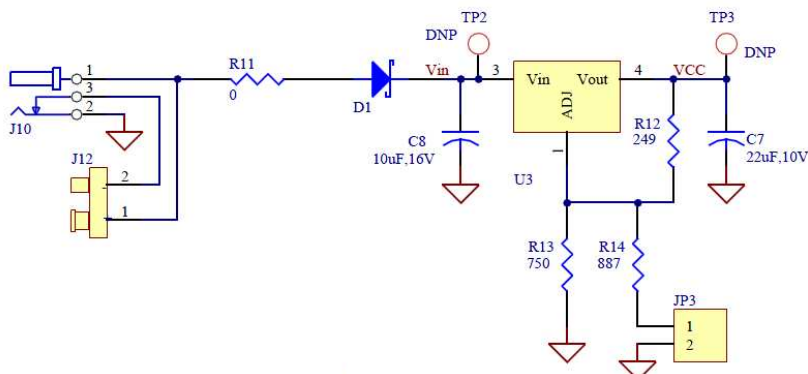 TP2
TP3
DNP
DNP
R11
0
D1
Vin
3
Vin
Vout
4
VCC
ADJ
1
U3
1
3
2
J10
J12
2
1
C8
10uF,16V
R12
249
C7
22uF,10V
R13
750
R14
887
JP3
1
2